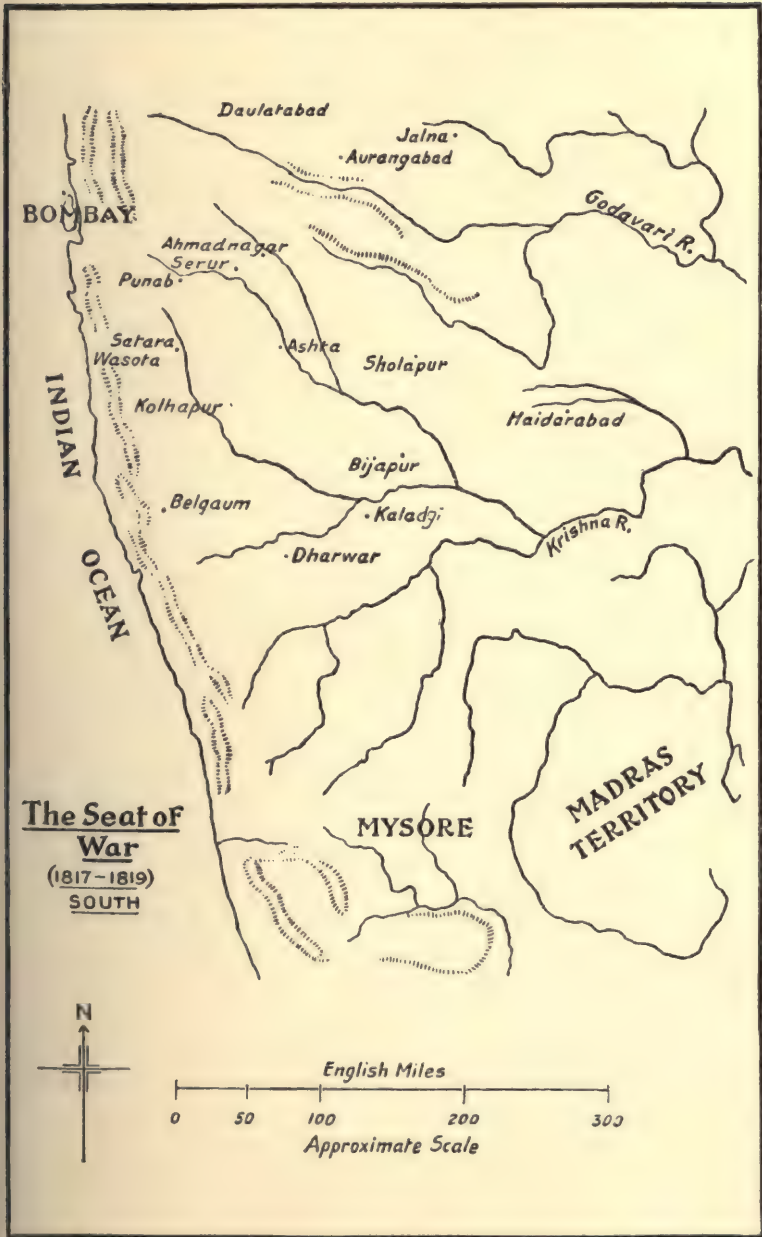 Daulatabad
Jalna
Aurangabad
BOMBAY
Godavari R.
Ahmadnagar
Serur
Punab
Satara
Wasota
Ashta
Sholapur
Kolhapur
Haidarabad
INDIAN
OCEAN
Bijapur
Belgaum
Kaladgi
Krishna R.
Dharwar
MYSORE
MADRAS
TERRITORY
The Seat of
War
(1817-1819)
SOUTH
N
English Miles
0 50 100 200 300
Approximate Scale